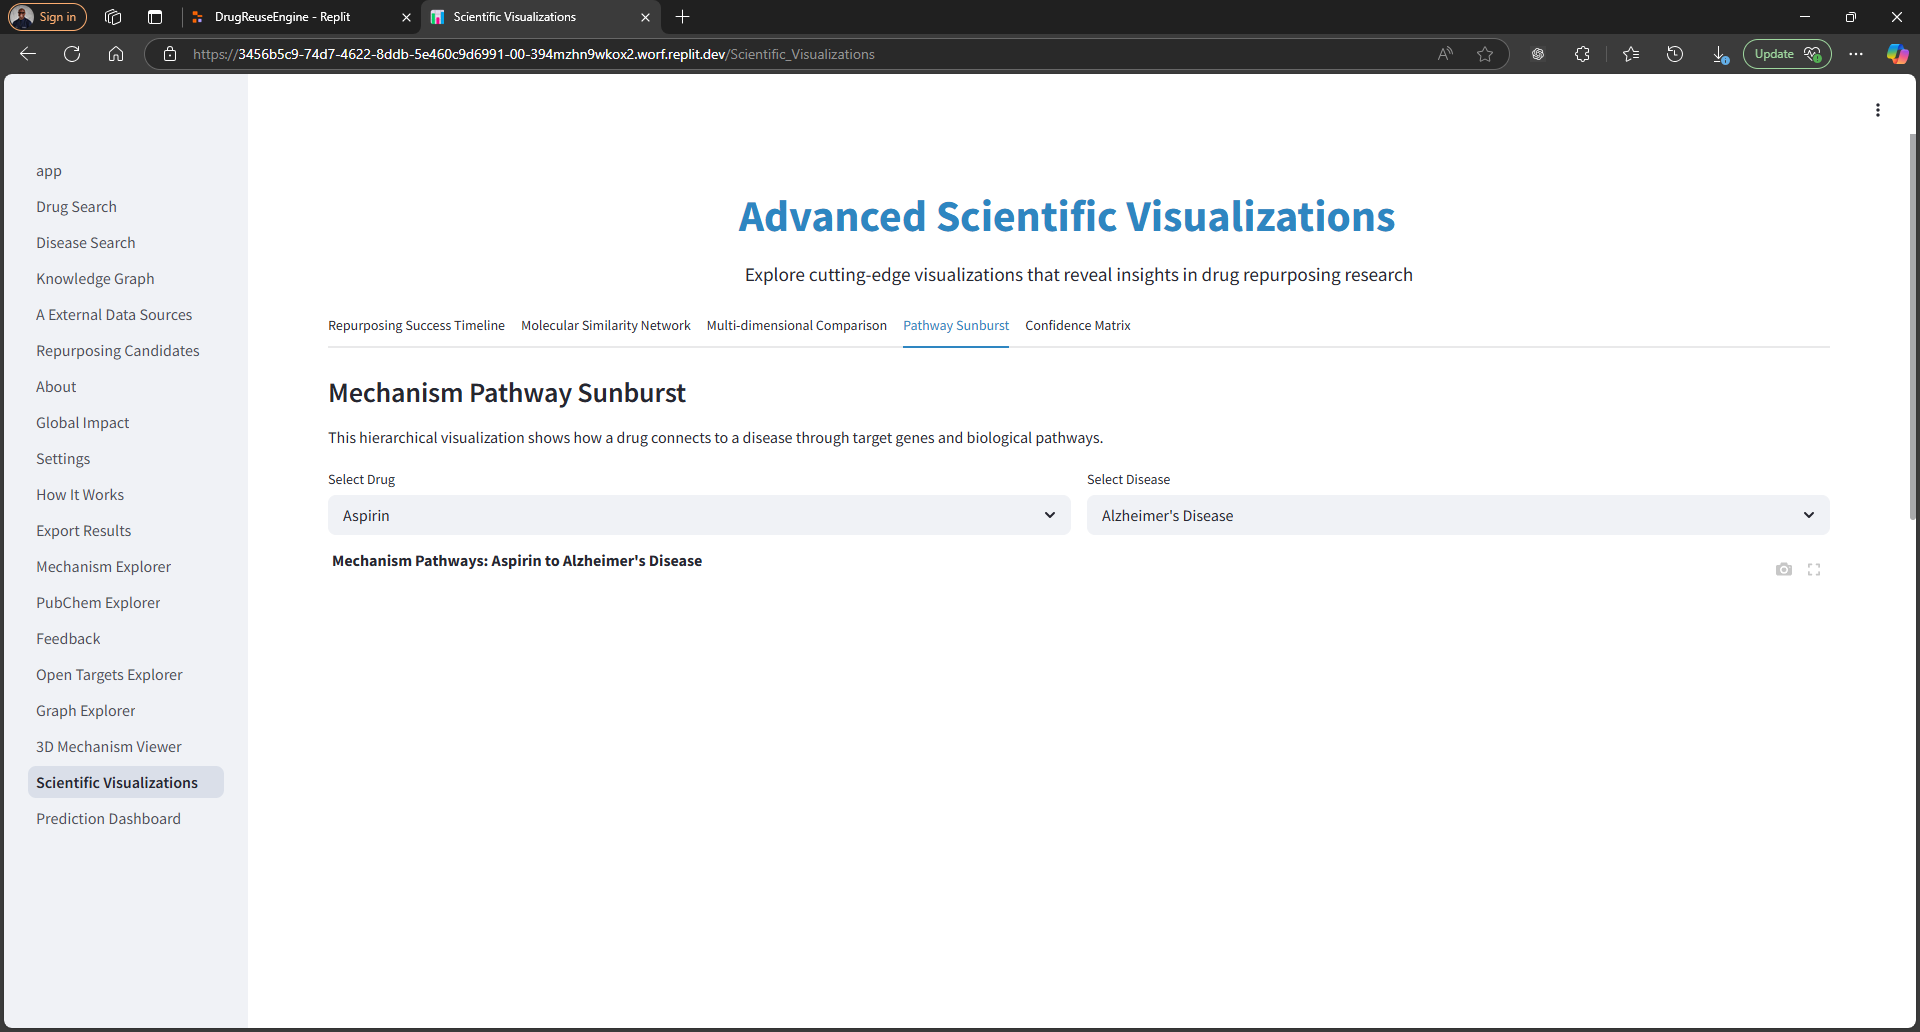 Sign in
DrugReuseEngine - Replit
Scientific Visualizations
https://3456b5c9-74d7-4622-8ddb-5e460c9d6991-00-394mzhn9wkox2.worf.replit.dev/Scientific_Visualizations
Update
app
Drug Search
Disease Search
Knowledge Graph
A External Data Sources
Repurposing Candidates
About
Global Impact
Settings
How It Works
Export Results
Mechanism Explorer
PubChem Explorer
Feedback
Open Targets Explorer
Graph Explorer
3D Mechanism Viewer
Scientific Visualizations
Prediction Dashboard
Advanced Scientific Visualizations
Explore cutting-edge visualizations that reveal insights in drug repurposing research
Repurposing Success Timeline Molecular Similarity Network Multi-dimensional Comparison Pathway Sunburst Confidence Matrix
Mechanism Pathway Sunburst
This hierarchical visualization shows how a drug connects to a disease through target genes and biological pathways.
Select Drug
Aspirin
Select Disease
Alzheimer's Disease
Mechanism Pathways: Aspirin to Alzheimer's Disease